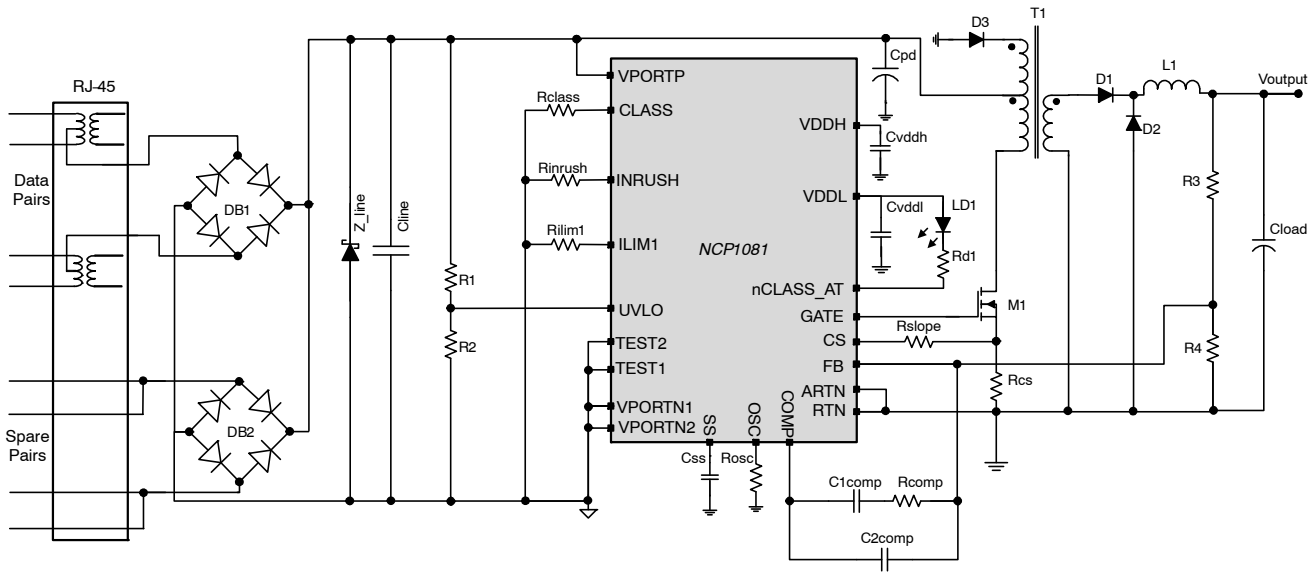 RJ-45
Data
Pairs
Spare
Pairs
DB1
DB2
Z_line
Cline
R1
R2
Rclass
Rinrush
Rilim1
VPORTP
CLASS
INRUSH
ILIM1
UVLO
TEST2
TEST1
VPORTN1
VPORTN2
NCP1081
VDDH
VDDL
nCLASS_AT
GATE
CS
FB
ARTN
RTN
SS
OSC
COMP
Css
Rosc
C1comp
Rcomp
C2comp
Cpd
Cvddh
Cvddl
LD1
Rd1
Rslope
Rcs
M1
D3
T1
D1
D2
L1
Voutput
R3
R4
Cload